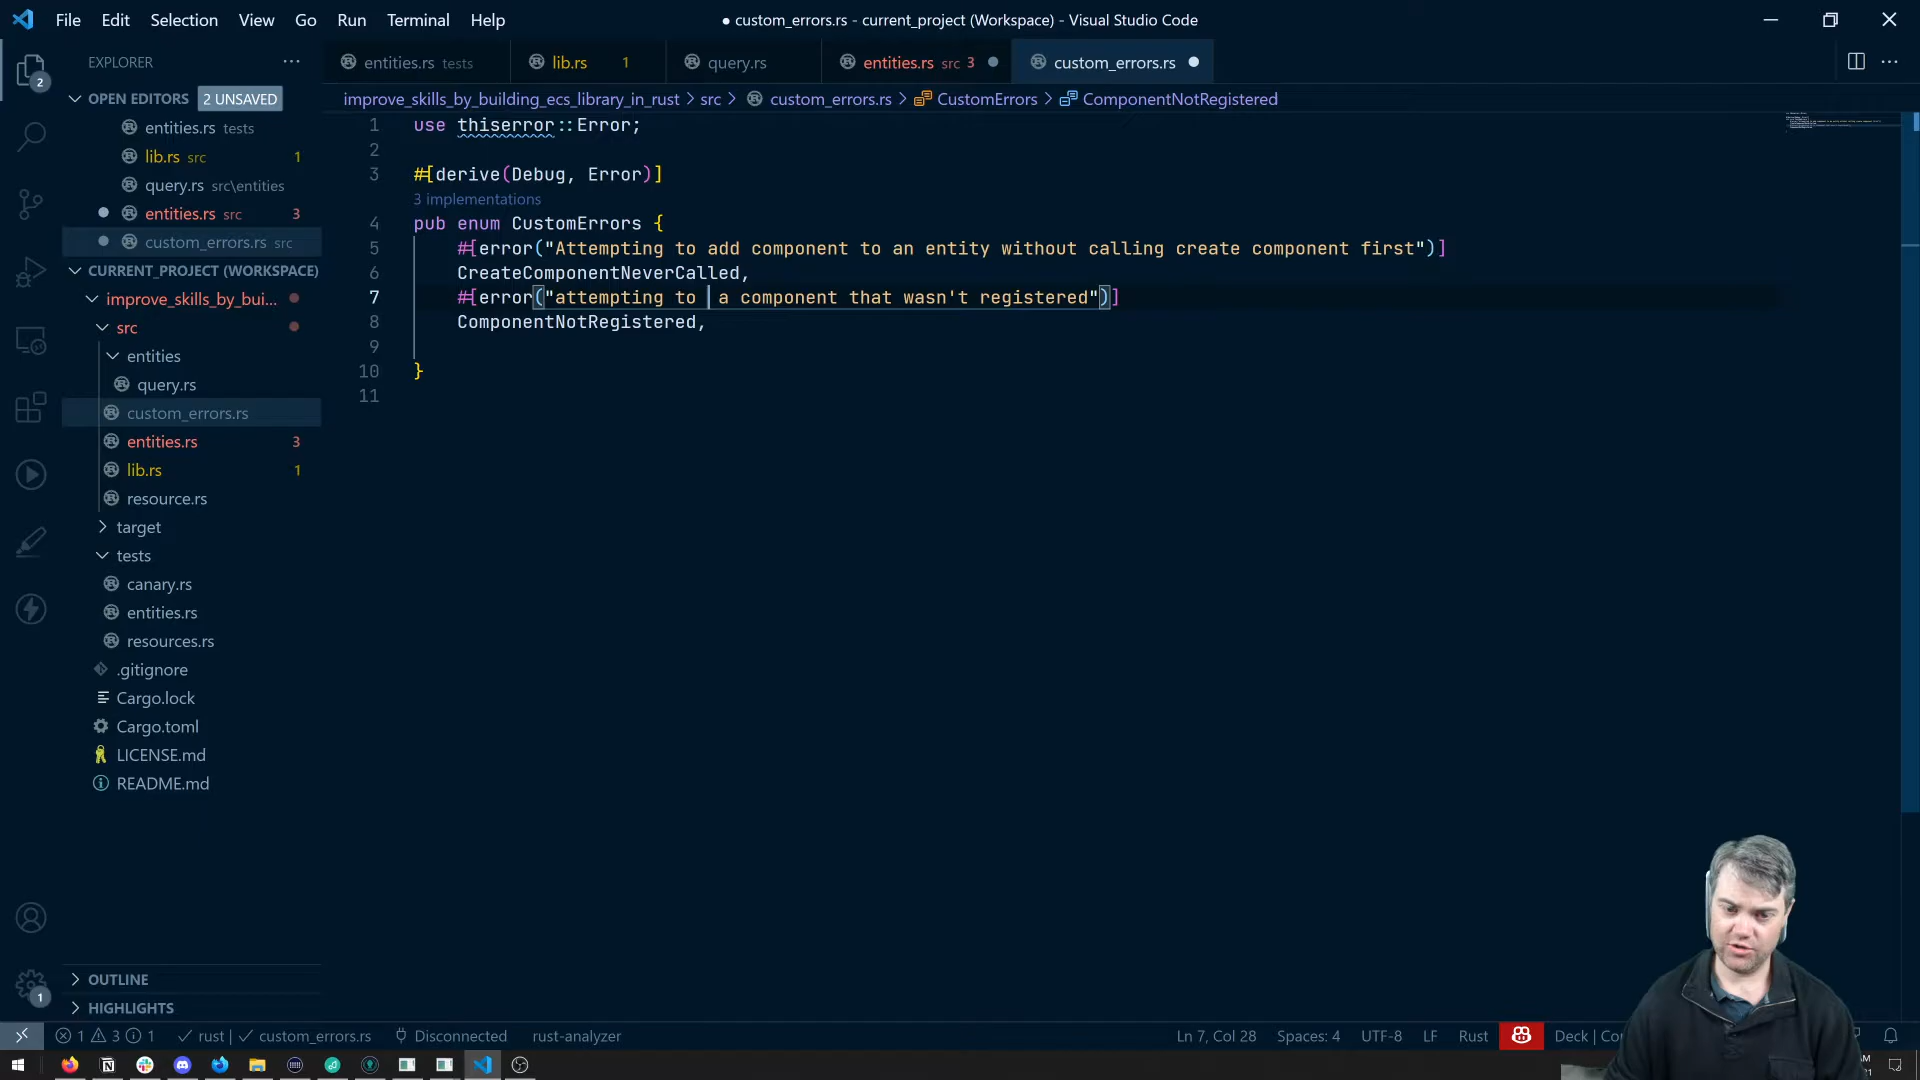 File Edit Selection View Go Run Terminal Help
● custom_errors.rs - current_project (Workspace) - Visual Studio Code
EXPLORER
entities.rs tests
lib.rs 1
query.rs
entities.rs src 3
custom_errors.rs
OPEN EDITORS 2 UNSAVED
improve_skills_by_building_ecs_library_in_rust > src > custom_errors.rs > CustomErrors > ComponentNotRegistered
entities.rs tests
lib.rs src 1
query.rs src\entities
entities.rs src 3
custom_errors.rs src
CURRENT_PROJECT (WORKSPACE)
improve_skills_by_bui...
src
entities
query.rs
custom_errors.rs
entities.rs 3
lib.rs 1
resource.rs
target
tests
canary.rs
entities.rs
resources.rs
.gitignore
Cargo.lock
Cargo.toml
LICENSE.md
README.md
OUTLINE
HIGHLIGHTS
2
1
1 use thiserror::Error;
2
3 #[derive(Debug, Error)]
3 implementations
4 pub enum CustomErrors {
5 #[error("Attempting to add component to an entity without calling create component first")]
6 CreateComponentNeverCalled,
7 #[error("attempting to  a component that wasn't registered")]
8 ComponentNotRegistered,
9
10 }
11
1 3 1 rust | custom_errors.rs Disconnected rust-analyzer
Ln 7, Col 28 Spaces: 4 UTF-8 LF Rust Deck